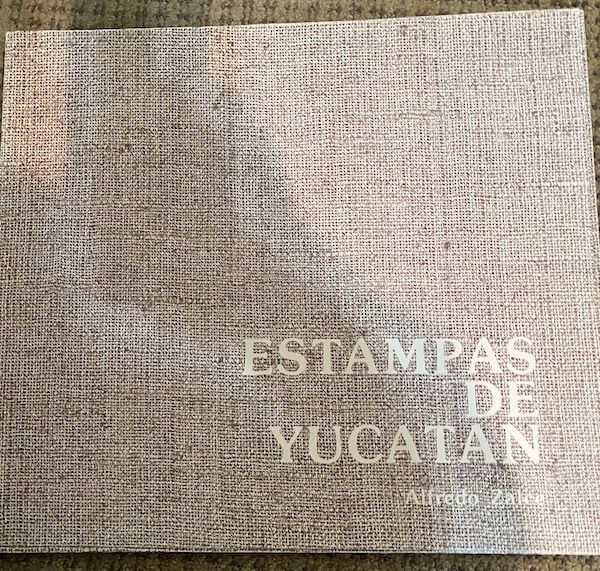 ESTAMPAS
DE
YUCATAN
Alfredo Zalce